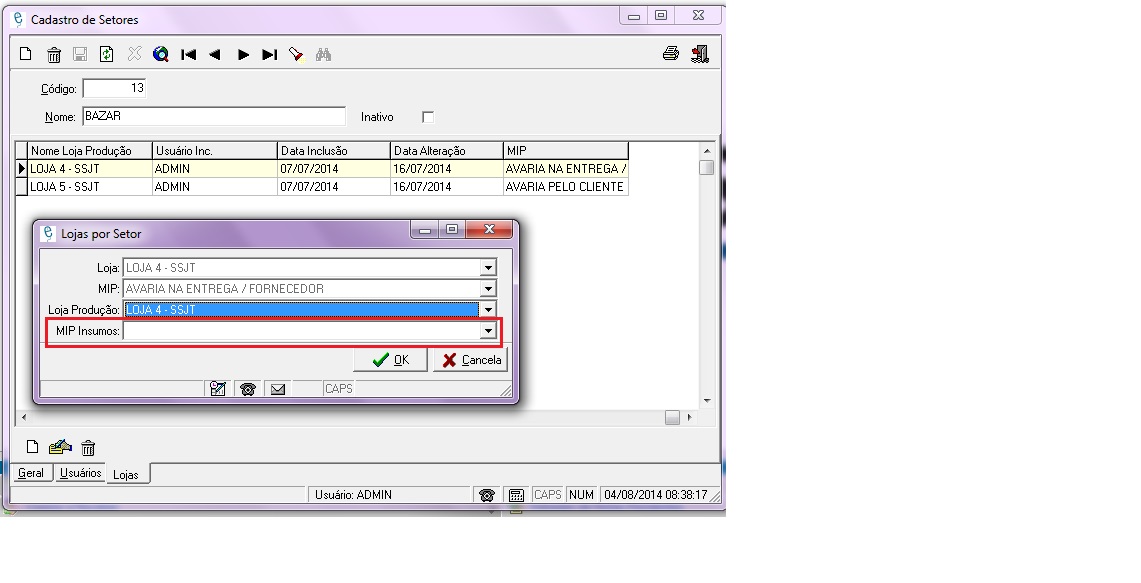 Cadastro de Setores
Código: 13
Nome: BAZAR Inativo
Nome Loja Produção Usuário Inc. Data Inclusão Data Alteração MIP
LOJA 4 - SSJT ADMIN 07/07/2014 16/07/2014 AVARIA NA ENTREGA /
LOJA 5 - SSJT ADMIN 07/07/2014 16/07/2014 AVARIA PELO CLIENTE
Lojas por Setor
Loja: LOJA 4 - SSJT
MIP: AVARIA NA ENTREGA / FORNECEDOR
Loja Produção: LOJA 4 - SSJT
MIP Insumos:
OK Cancela
CAPS
Geral Usuários Lojas
Usuário: ADMIN CAPS NUM 04/08/2014 08:38:17